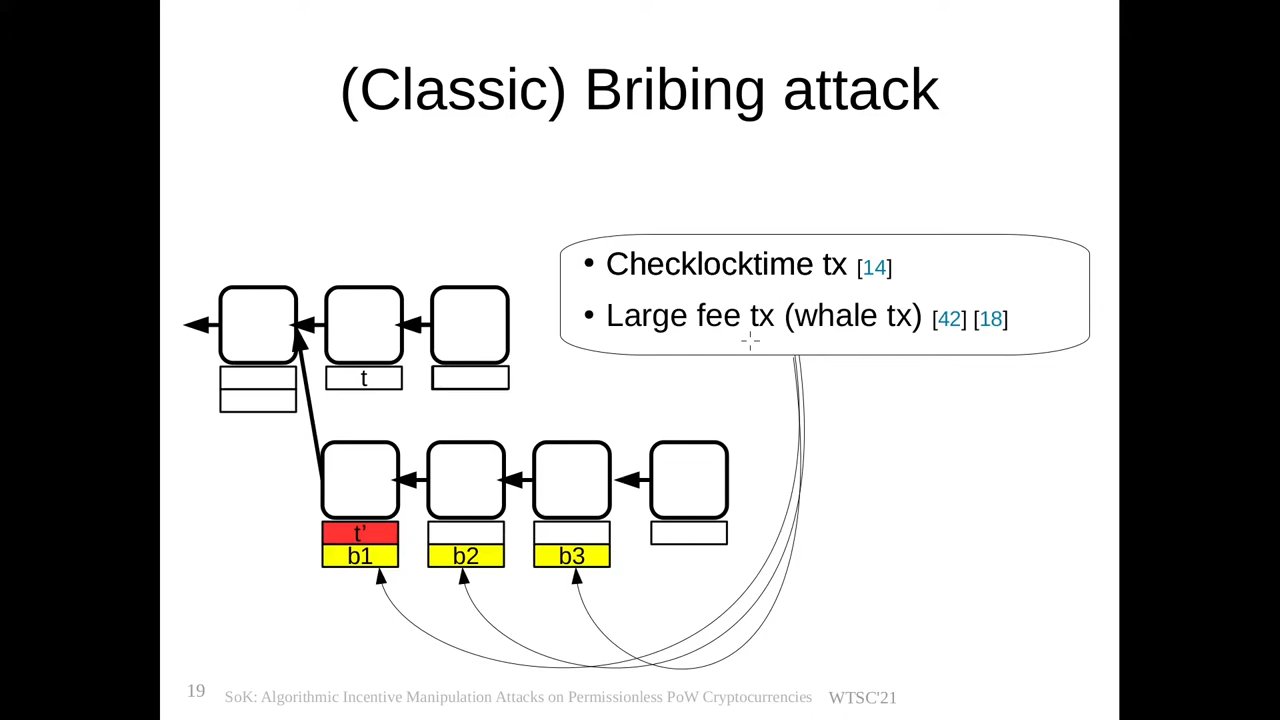 (Classic) Bribing attack
• Checklocktime tx [14]
• Large fee tx (whale tx) [42] [18]
t
t'
b1
b2
b3
19
SoK: Algorithmic Incentive Manipulation Attacks on Permissionless PoW Cryptocurrencies
WTSC'21